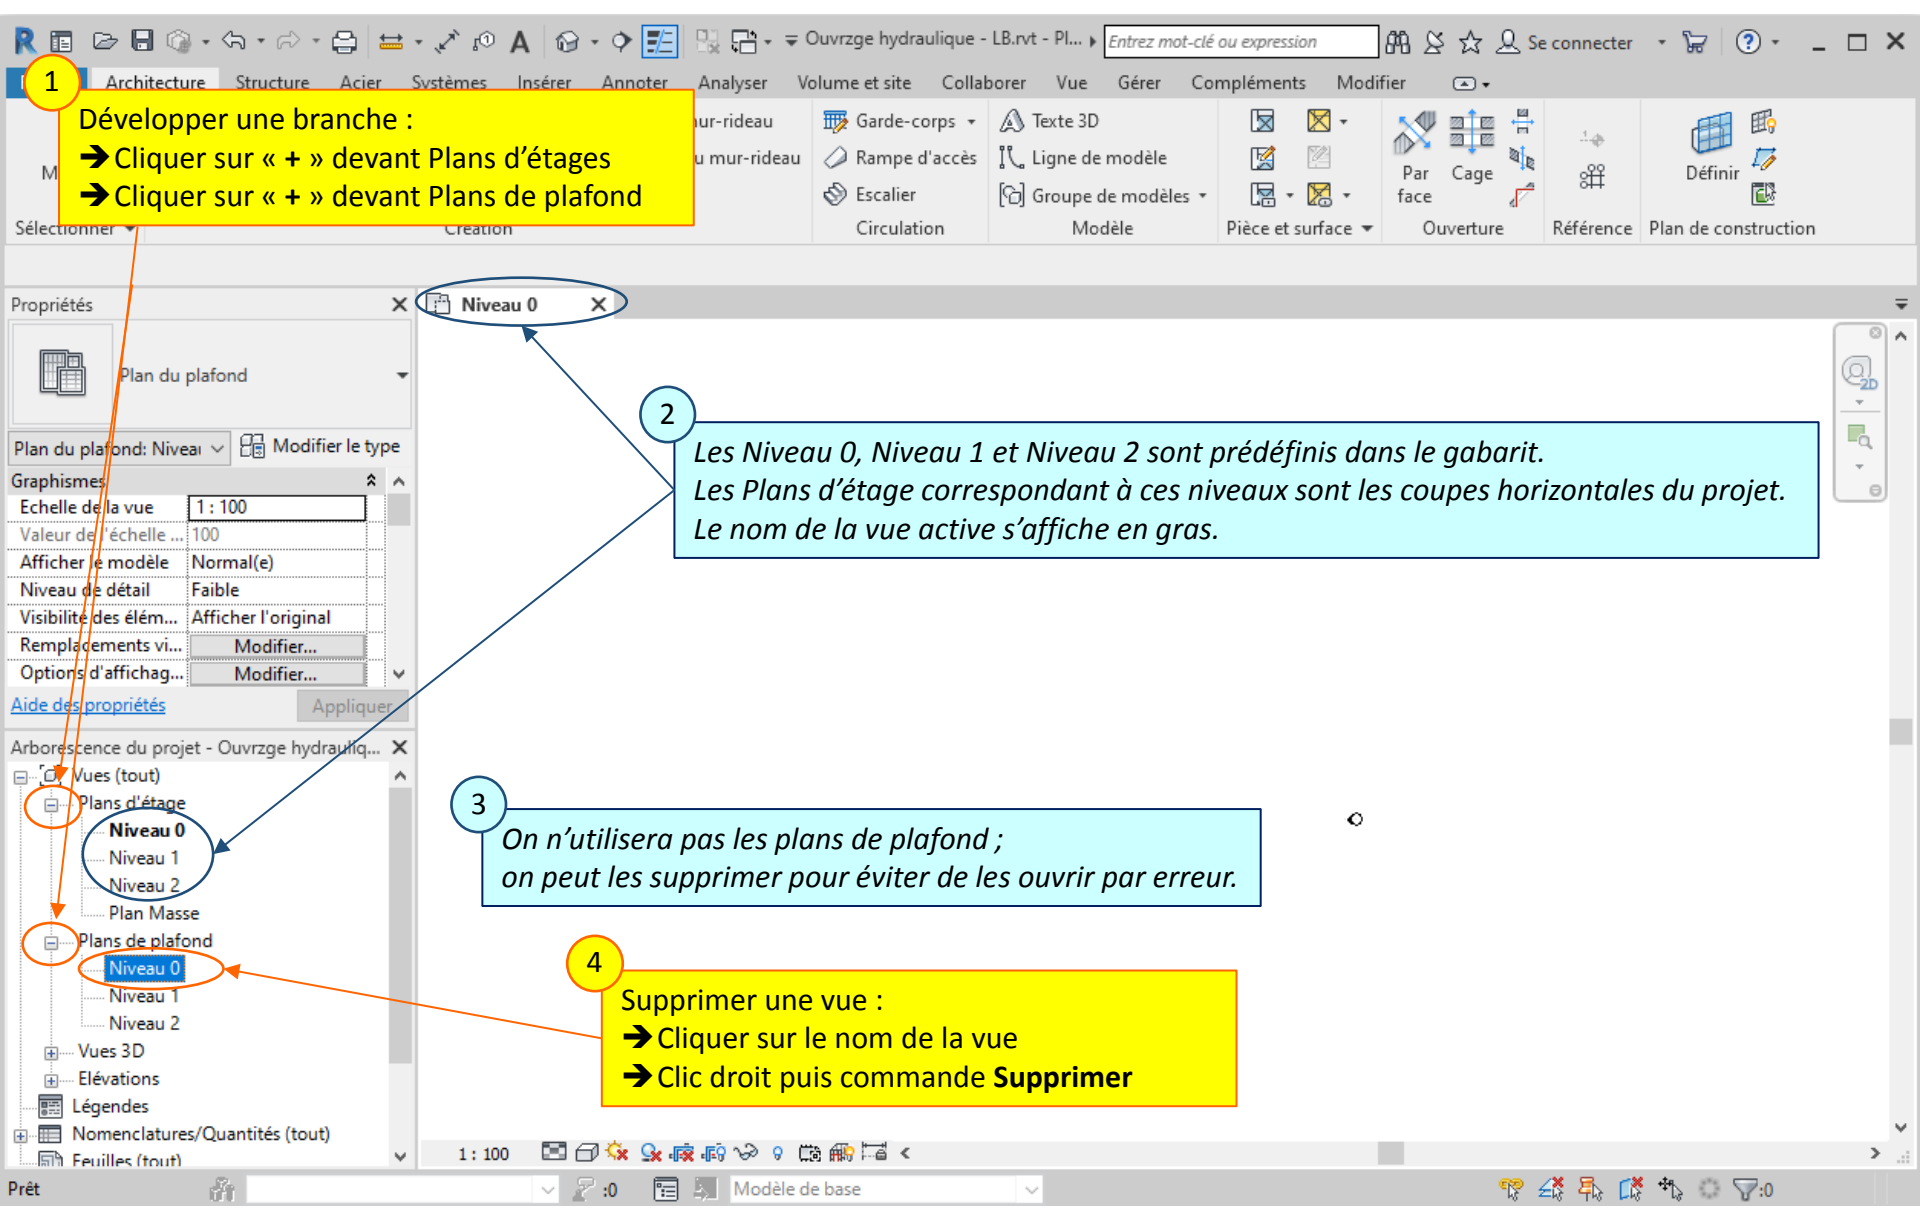 Ouvrzge hydraulique - LB.rvt - Pl...
Entrez mot-clé ou expression
Se connecter
Architecture Structure Acier Systèmes Insérer Annoter Analyser Volume et site Collaborer Vue Gérer Compléments Modifier
1
Développer une branche :
➔ Cliquer sur « + » devant Plans d’étages
➔ Cliquer sur « + » devant Plans de plafond
Garde-corps
Rampe d'accès
Escalier
Texte 3D
Ligne de modèle
Groupe de modèles
Par face
Cage
Définir
Sélectionner
Création
Circulation
Modèle
Pièce et surface
Ouverture
Référence
Plan de construction
Propriétés
Plan du plafond
Plan du plafond: Niveau
Modifier le type
Graphismes
Echelle de la vue 1 : 100
Valeur de l'échelle ... 100
Afficher le modèle Normal(e)
Niveau de détail Faible
Visibilité des élém... Afficher l'original
Remplacements vi... Modifier...
Options d'affichag... Modifier...
Aide des propriétés
Appliquer
Niveau 0
2D
2
Les Niveau 0, Niveau 1 et Niveau 2 sont prédéfinis dans le gabarit.
Les Plans d’étage correspondant à ces niveaux sont les coupes horizontales du projet.
Le nom de la vue active s’affiche en gras.
Arborescence du projet - Ouvrzge hydrauliq...
Vues (tout)
Plans d'étage
Niveau 0
Niveau 1
Niveau 2
Plan Masse
Plans de plafond
Niveau 0
Niveau 1
Niveau 2
Vues 3D
Elévations
Légendes
Nomenclatures/Quantités (tout)
Feuilles (tout)
3
On n’utilisera pas les plans de plafond ;
on peut les supprimer pour éviter de les ouvrir par erreur.
4
Supprimer une vue :
➔ Cliquer sur le nom de la vue
➔ Clic droit puis commande Supprimer
1 : 100
Prêt
:0
Modèle de base
:0